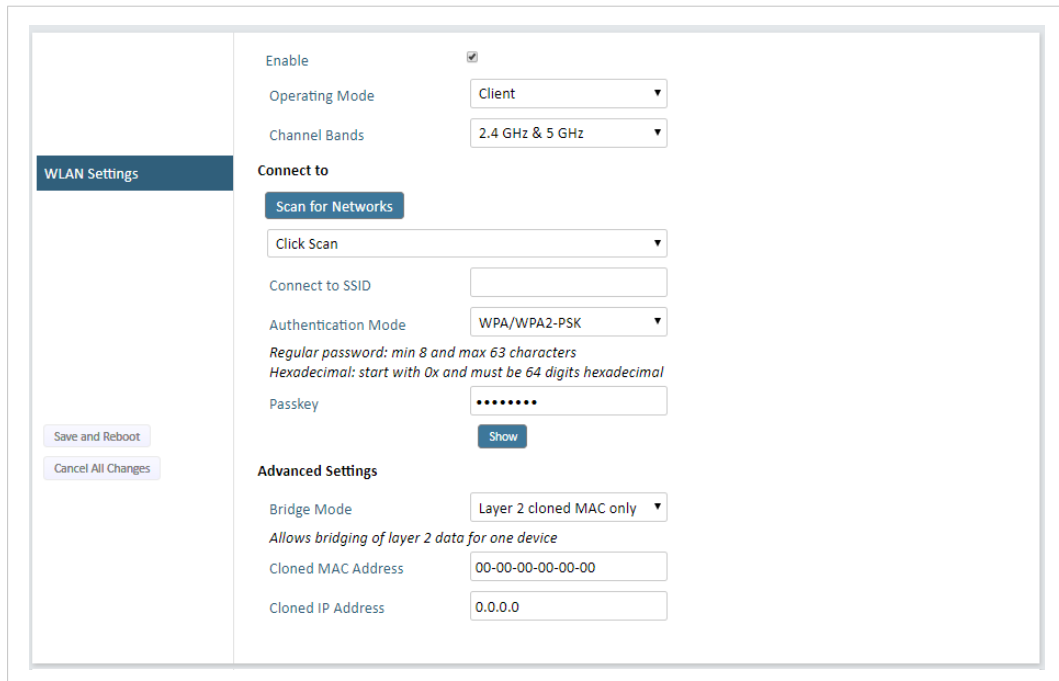 Enable
Operating Mode Client
Channel Bands 2.4 GHz & 5 GHz
WLAN Settings
Connect to
Scan for Networks
Click Scan
Connect to SSID
Authentication Mode WPA/WPA2-PSK
Regular password: min 8 and max 63 characters
Hexadecimal: start with 0x and must be 64 digits hexadecimal
Passkey ••••••••
Save and Reboot
Show
Cancel All Changes
Advanced Settings
Bridge Mode Layer 2 cloned MAC only
Allows bridging of layer 2 data for one device
Cloned MAC Address 00-00-00-00-00-00
Cloned IP Address 0.0.0.0